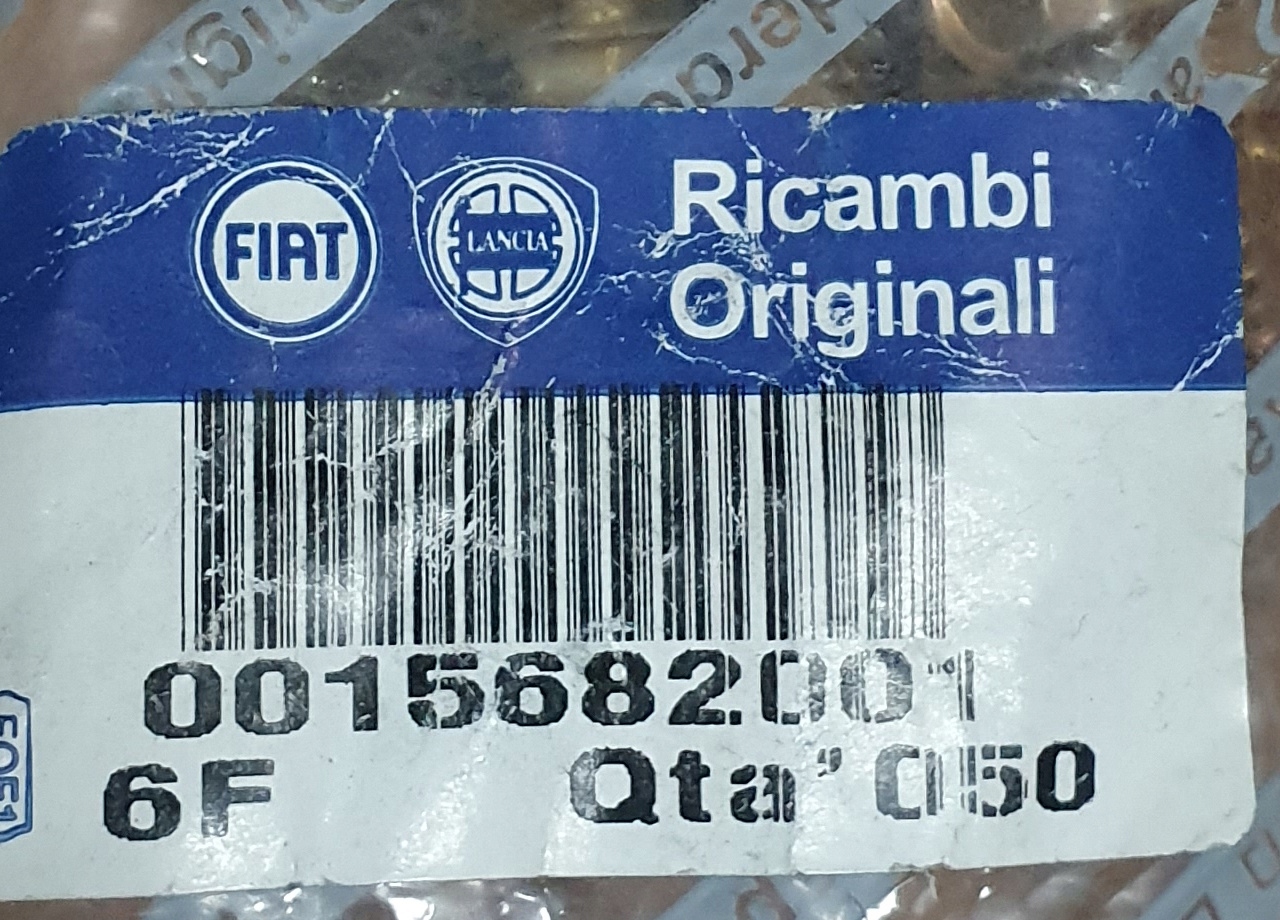 FIAT
LANCIA
Ricambi
Originali
0015682001
6F Qta' 050